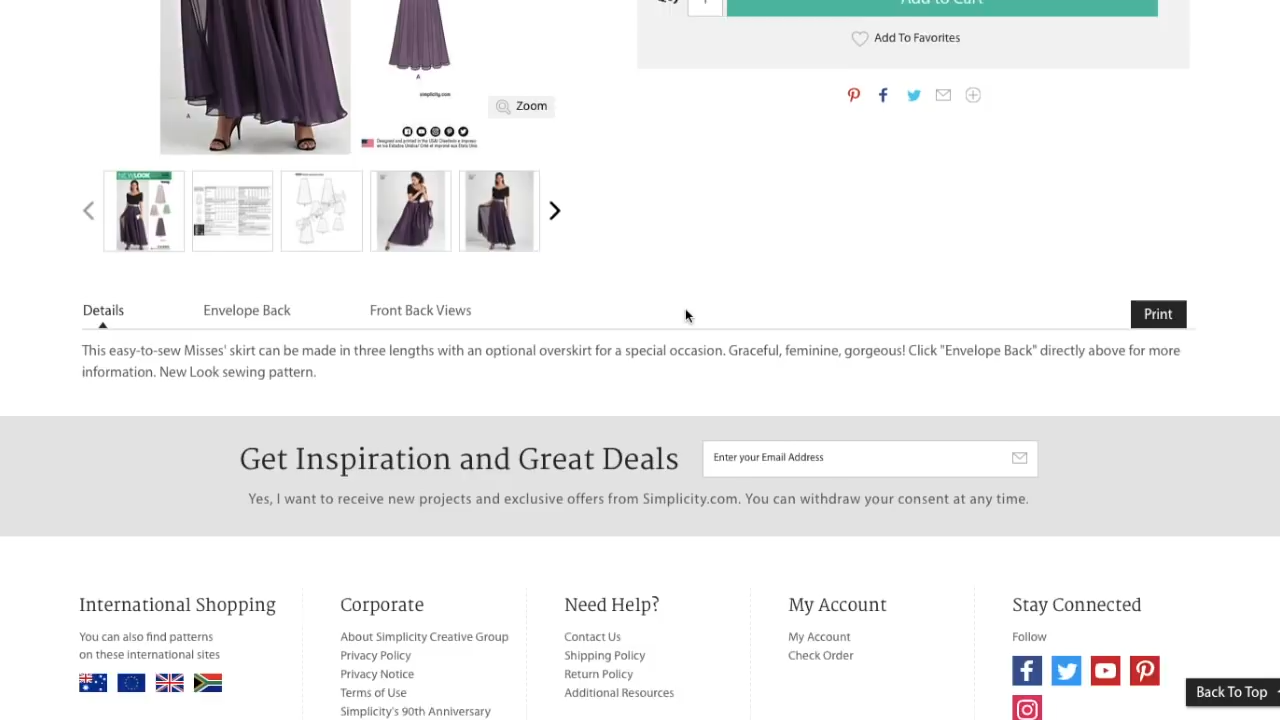 Add to Cart
Add To Favorites
A
A
simplicity.com
Zoom
NEW LOOK
Details
Envelope Back
Front Back Views
Print
This easy-to-sew Misses' skirt can be made in three lengths with an optional overskirt for a special occasion. Graceful, feminine, gorgeous! Click "Envelope Back" directly above for more
information. New Look sewing pattern.
Get Inspiration and Great Deals
Enter your Email Address
Yes, I want to receive new projects and exclusive offers from Simplicity.com. You can withdraw your consent at any time.
International Shopping
You can also find patterns
on these international sites
Corporate
About Simplicity Creative Group
Privacy Policy
Privacy Notice
Terms of Use
Simplicity's 90th Anniversary
Need Help?
Contact Us
Shipping Policy
Return Policy
Additional Resources
My Account
My Account
Check Order
Stay Connected
Follow
Back To Top